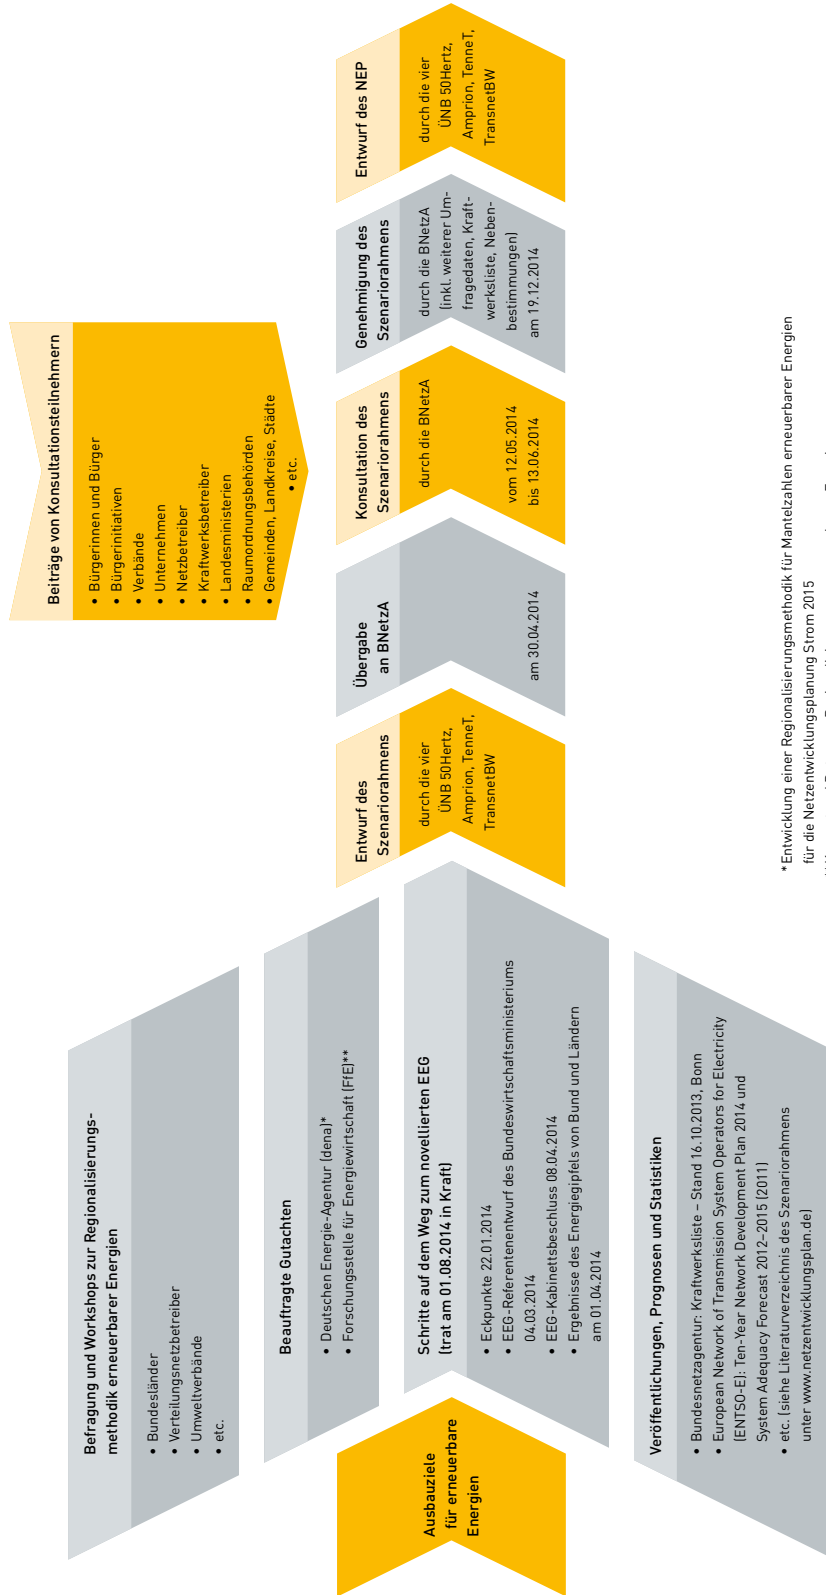 Befragung und Workshops zur Regionalisierungs-
methodik erneuerbarer Energien
• Bundesländer
• Verteilungsnetzbetreiber
• Umweltverbände
• etc.
Beauftragte Gutachten
• Deutschen Energie-Agentur (dena)*
• Forschungsstelle für Energiewirtschaft (FfE)**
Ausbauziele
für erneuerbare
Energien
Schritte auf dem Weg zum novellierten EEG
(trat am 01.08.2014 in Kraft)
• Eckpunkte 22.01.2014
• EEG-Referentenentwurf des Bundeswirtschaftsministeriums
04.03.2014
• EEG-Kabinettsbeschluss 08.04.2014
• Ergebnisse des Energiegipfels von Bund und Ländern
am 01.04.2014
Veröffentlichungen, Prognosen und Statistiken
• Bundesnetzagentur: Kraftwerksliste – Stand 16.10.2013, Bonn
• European Network of Transmission System Operators for Electricity
(ENTSO-E): Ten-Year Network Development Plan 2014 und
System Adequacy Forecast 2012–2015 (2011)
• etc. (siehe Literaturverzeichnis des Szenariorahmens
unter www.netzentwicklungsplan.de)
Entwurf des
Szenariorahmens
durch die vier
ÜNB 50Hertz,
Amprion, TenneT,
TransnetBW
Übergabe
an BNetzA
am 30.04.2014
Beiträge von Konsultationsteilnehmern
• Bürgerinnen und Bürger
• Bürgerinitiativen
• Verbände
• Unternehmen
• Netzbetreiber
• Kraftwerksbetreiber
• Landesministerien
• Raumordnungsbehörden
• Gemeinden, Landkreise, Städte
• etc.
Konsultation des
Szenariorahmens
durch die BNetzA
vom 12.05.2014
bis 13.06.2014
Genehmigung des
Szenariorahmens
durch die BNetzA
(inkl. weiterer Um-
fragedaten, Kraft-
werksliste, Neben-
bestimmungen)
am 19.12.2014
Entwurf des NEP
durch die vier
ÜNB 50Hertz,
Amprion, TenneT,
TransnetBW
* Entwicklung einer Regionalisierungsmethodik für Mantelzahlen erneuerbarer Energien
für die Netzentwicklungsplanung Strom 2015